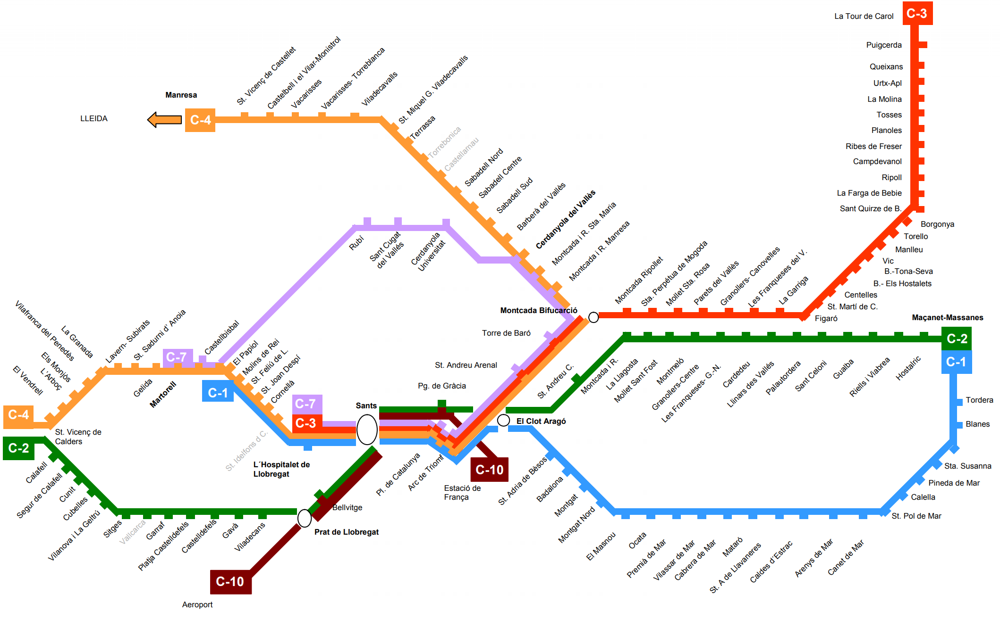 La Tour de Carol
C-3
Puigcerda
Queixans
Urtx-Apl
La Molina
Tosses
Planoles
Ribes de Freser
Campdevanol
Ripoll
La Farga de Bebie
Sant Quirze de B.
Borgonya
Torello
Manlleu
Vic
B.-Tona-Seva
B.- Els Hostalets
Centelles
St. Martí de C.
Figaró
La Garriga
Les Franqueses del V.
Granollers- Canovelles
Parets del Vallès
Mollet Sta. Rosa
Sta. Perpétua de Mogoda
Montcada Ripollet
Manresa
LLEIDA
C-4
St. Vicenç de Castellet
Castelbell i el Vilar-Monistrol
Vacarisses
Vacarisses- Torreblanca
Viladecavalls
St. Miquel G. Viladecavalls
Terrassa
Torrebonica
Castellarnau
Sabadell Nord
Sabadell Centre
Sabadell Sud
Barberà del Vallès
Cerdanyola del Vallès
Montcada i R. Sta. Maria
Montcada i R. Manresa
Montcada Bifucarció
Torre de Baró
St. Andreu Arenal
Rubí
Sant Cugat
del Vallés
Cerdanyola
Universitat
C-7
Castellbisbal
El Papiol
Molins de Rei
St. Feliú de L.
St. Joan Despí
Cornellà
Vilafranca del Penedès
La Granada
Els Monjòs
L'Arboç
El Vendrell
Lavern- Subirats
St. Sadurni d´ Anoia
Gelida
Martorell
C-1
C-4
St. Vicenç de
Calders
C-2
Calafell
Segur de Calafell
Cunit
Cubelles
Vilanova i La Geltrú
Sitges
Vallcarca
Garraf
Platja Castelldefels
Castelldefels
Gavà
Viladecans
St. Idelfons d C.
L´Hospitalet de
Llobregat
C-7
C-3
Sants
Pg. de Gràcia
Pl. de Catalunya
Arc de Triomf
C-10
Estació de
França
Bellvitge
Prat de Llobregat
C-10
Aeroport
El Clot Aragó
St. Andreu C.
Montcada i R.
La Llagosta
Mollet Sant Fost
Montmeló
Granollers-Centre
Les Franqueses- G.-N.
Cardedeu
Llinars des Vallés
Palautordera
Sant Celoni
Gualba
Riells i Viabrea
Hostalric
Maçanet-Massanes
C-2
C-1
Tordera
Blanes
Sta. Susanna
Pineda de Mar
Calella
St. Pol de Mar
Canet de Mar
Arenys de Mar
Caldes d´Estrac
St. A de Llavaneres
Mataró
Cabrera de Mar
Vilassar de Mar
Premià de Mar
Ocata
El Masnou
Montgat Nord
Montgat
Badalona
St. Adria de Bèsos